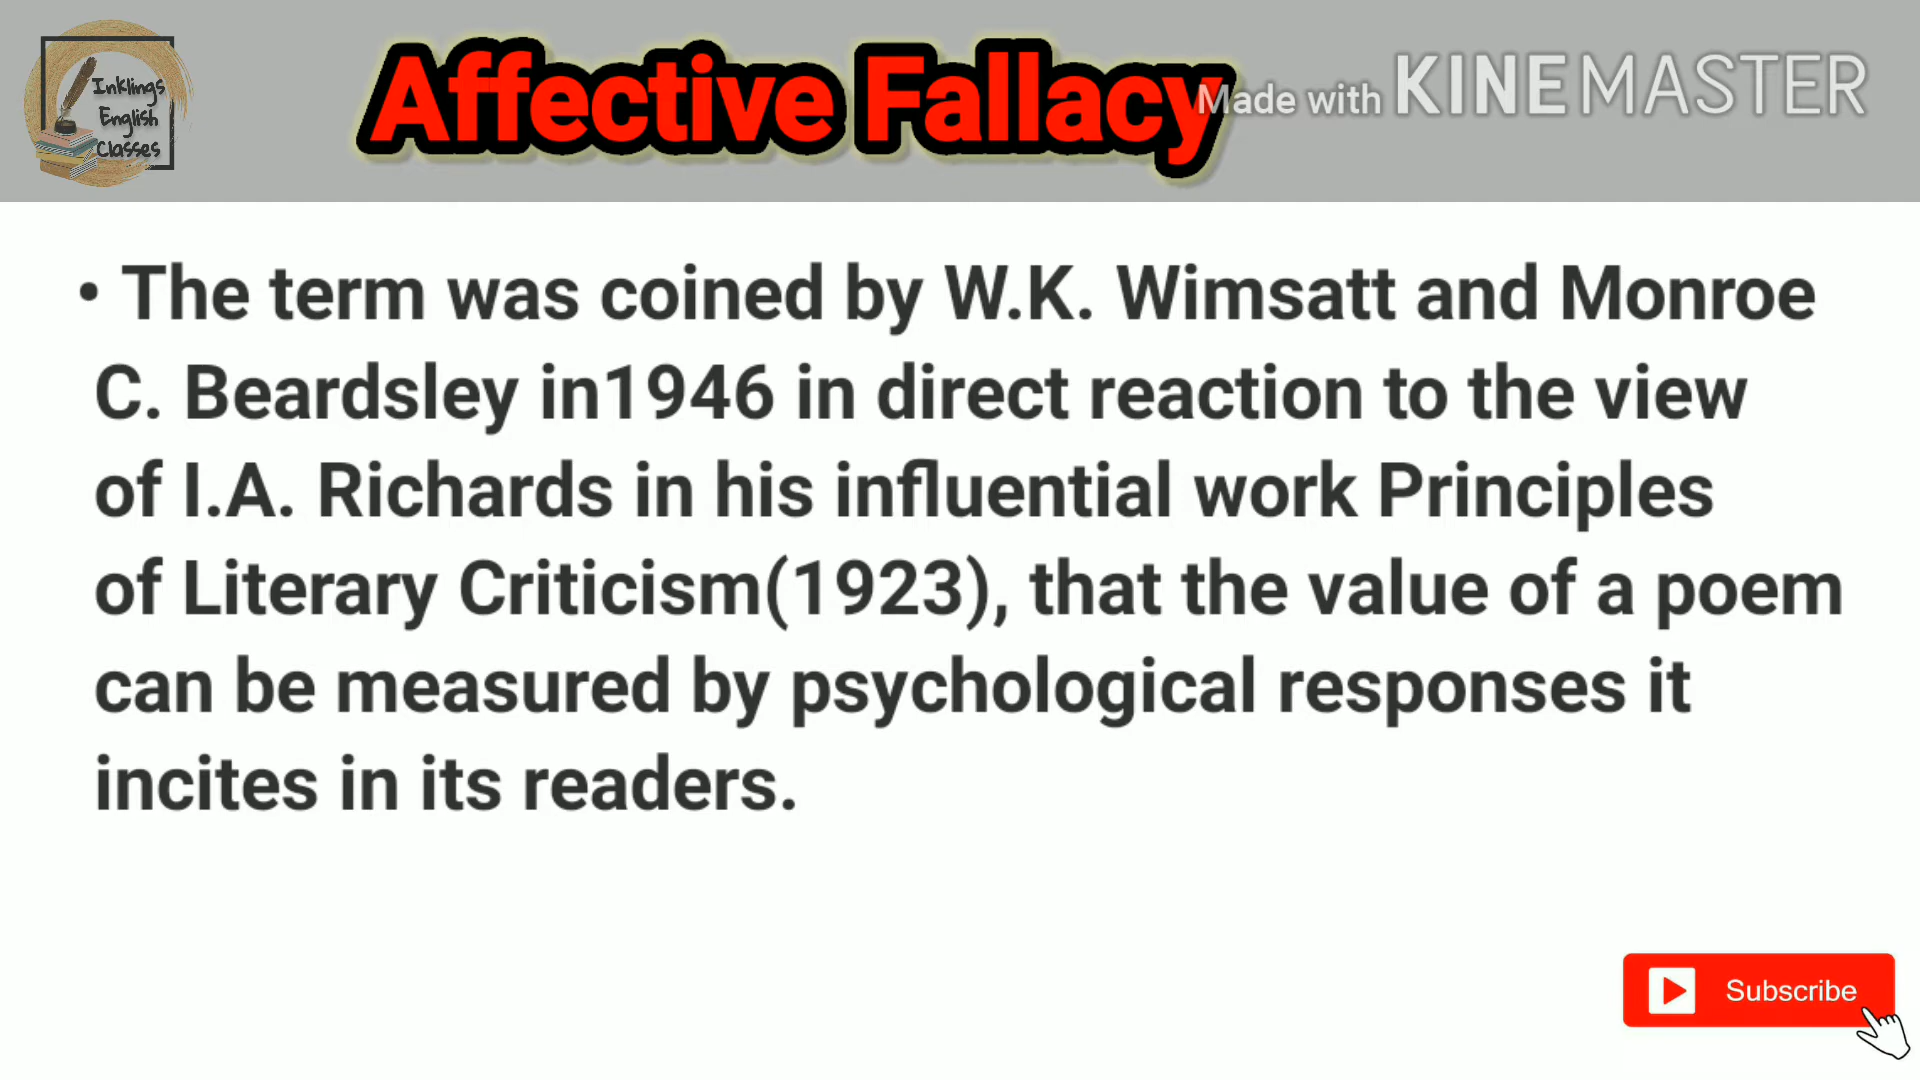 Inklings
English
Classes
Affective Fallacy
Made with KINEMASTER
• The term was coined by W.K. Wimsatt and Monroe
C. Beardsley in1946 in direct reaction to the view
of I.A. Richards in his influential work Principles
of Literary Criticism(1923), that the value of a poem
can be measured by psychological responses it
incites in its readers.
Subscribe